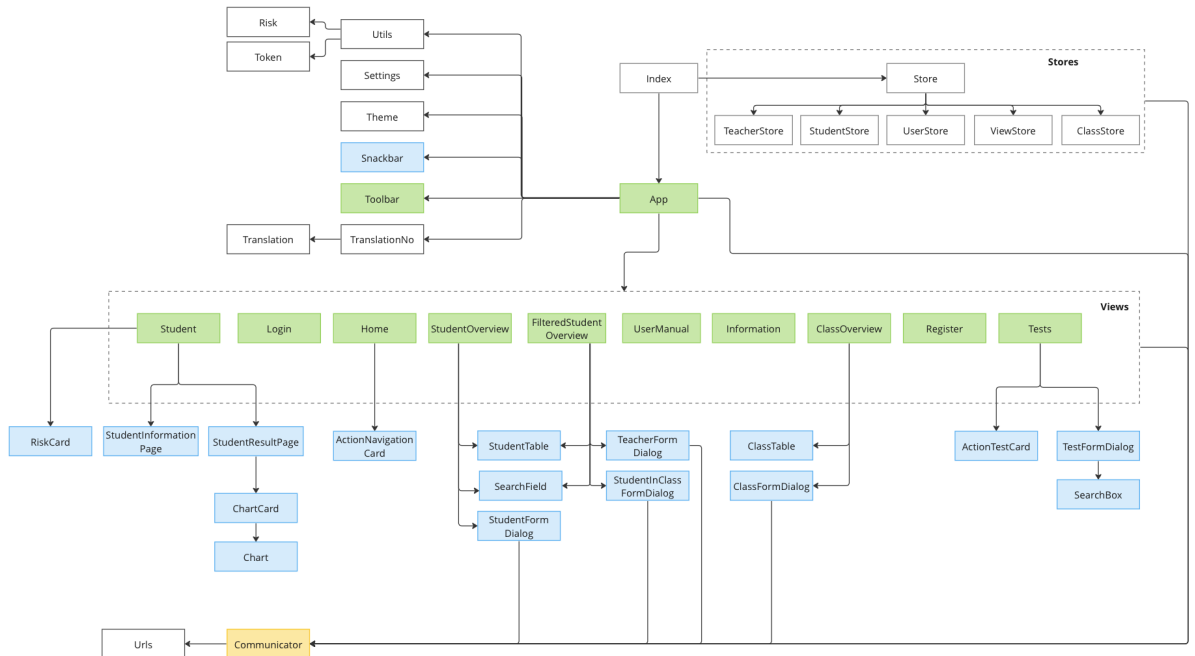 Risk
Utils
Token
Settings
Index
Store
Stores
Theme
TeacherStore
StudentStore
UserStore
ViewStore
ClassStore
Snackbar
Toolbar
App
Translation
TranslationNo
Views
Student
Login
Home
StudentOverview
FilteredStudent
Overview
UserManual
Information
ClassOverview
Register
Tests
RiskCard
StudentInformation
Page
StudentResultPage
ActionNavigation
Card
StudentTable
TeacherForm
Dialog
ClassTable
ActionTestCard
TestFormDialog
SearchField
StudentInClass
FormDialog
ClassFormDialog
SearchBox
ChartCard
StudentForm
Dialog
Chart
Urls
Communicator